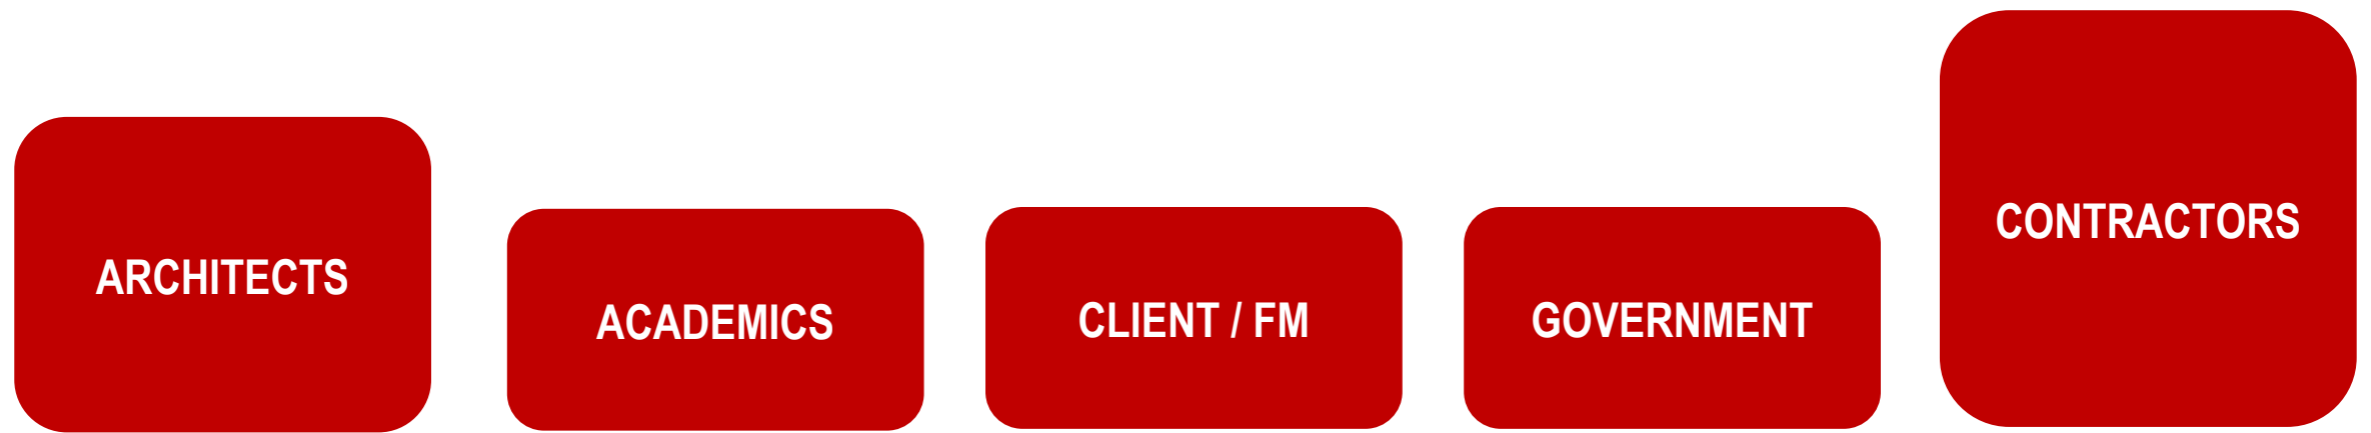 ARCHITECTS
ACADEMICS
CLIENT / FM
GOVERNMENT
CONTRACTORS